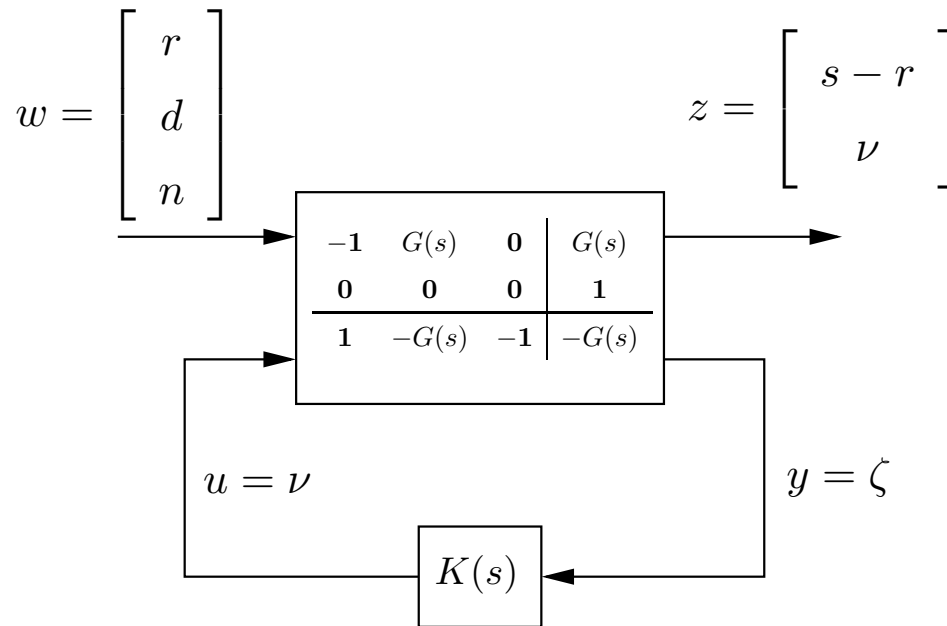 w = [ r
d
n ]
z = [ s − r
ν ]
−1 G(s) 0 G(s)
0 0 0 1
1 −G(s) −1 −G(s)
u = ν
y = ζ
K(s)